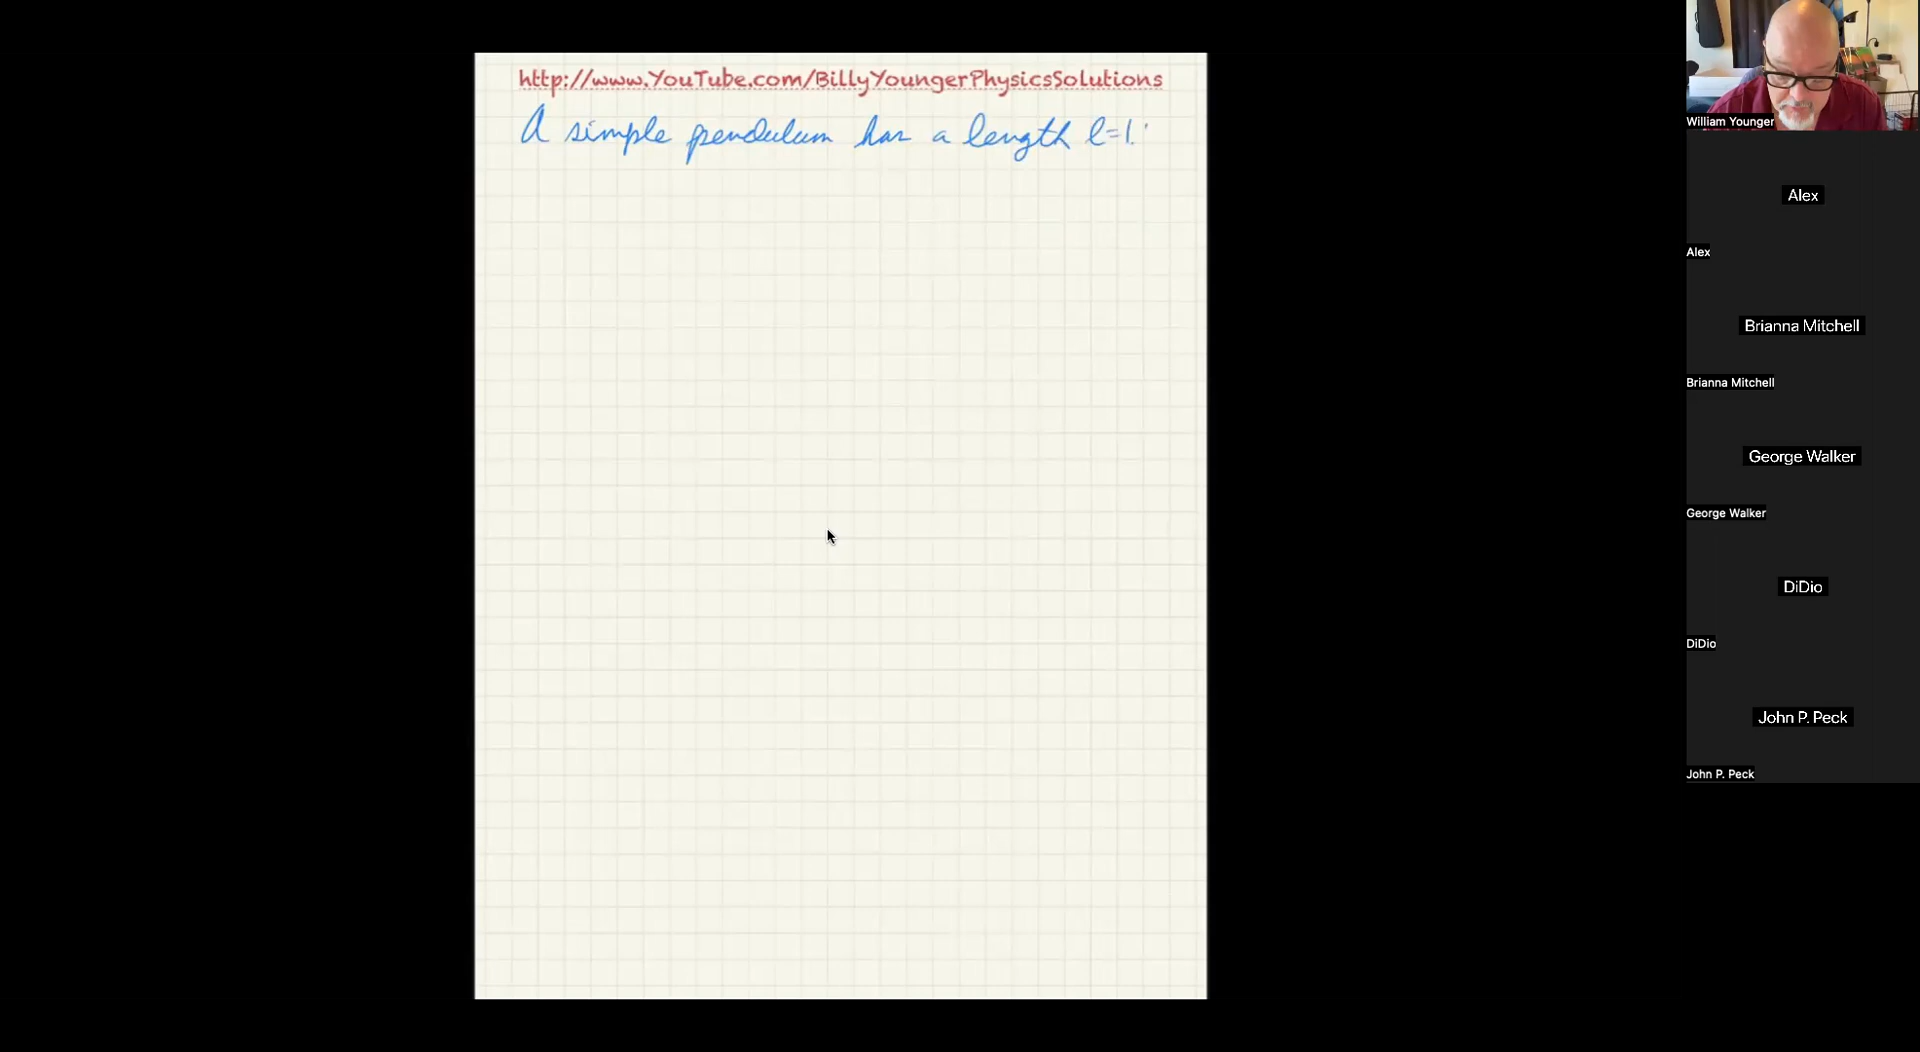 http://www.YouTube.com/BillyYoungerPhysicsSolutions
A simple pendulum has a length l=1.
William Younger
Alex
Alex
Brianna Mitchell
Brianna Mitchell
George Walker
George Walker
DiDio
DiDio
John P. Peck
John P. Peck